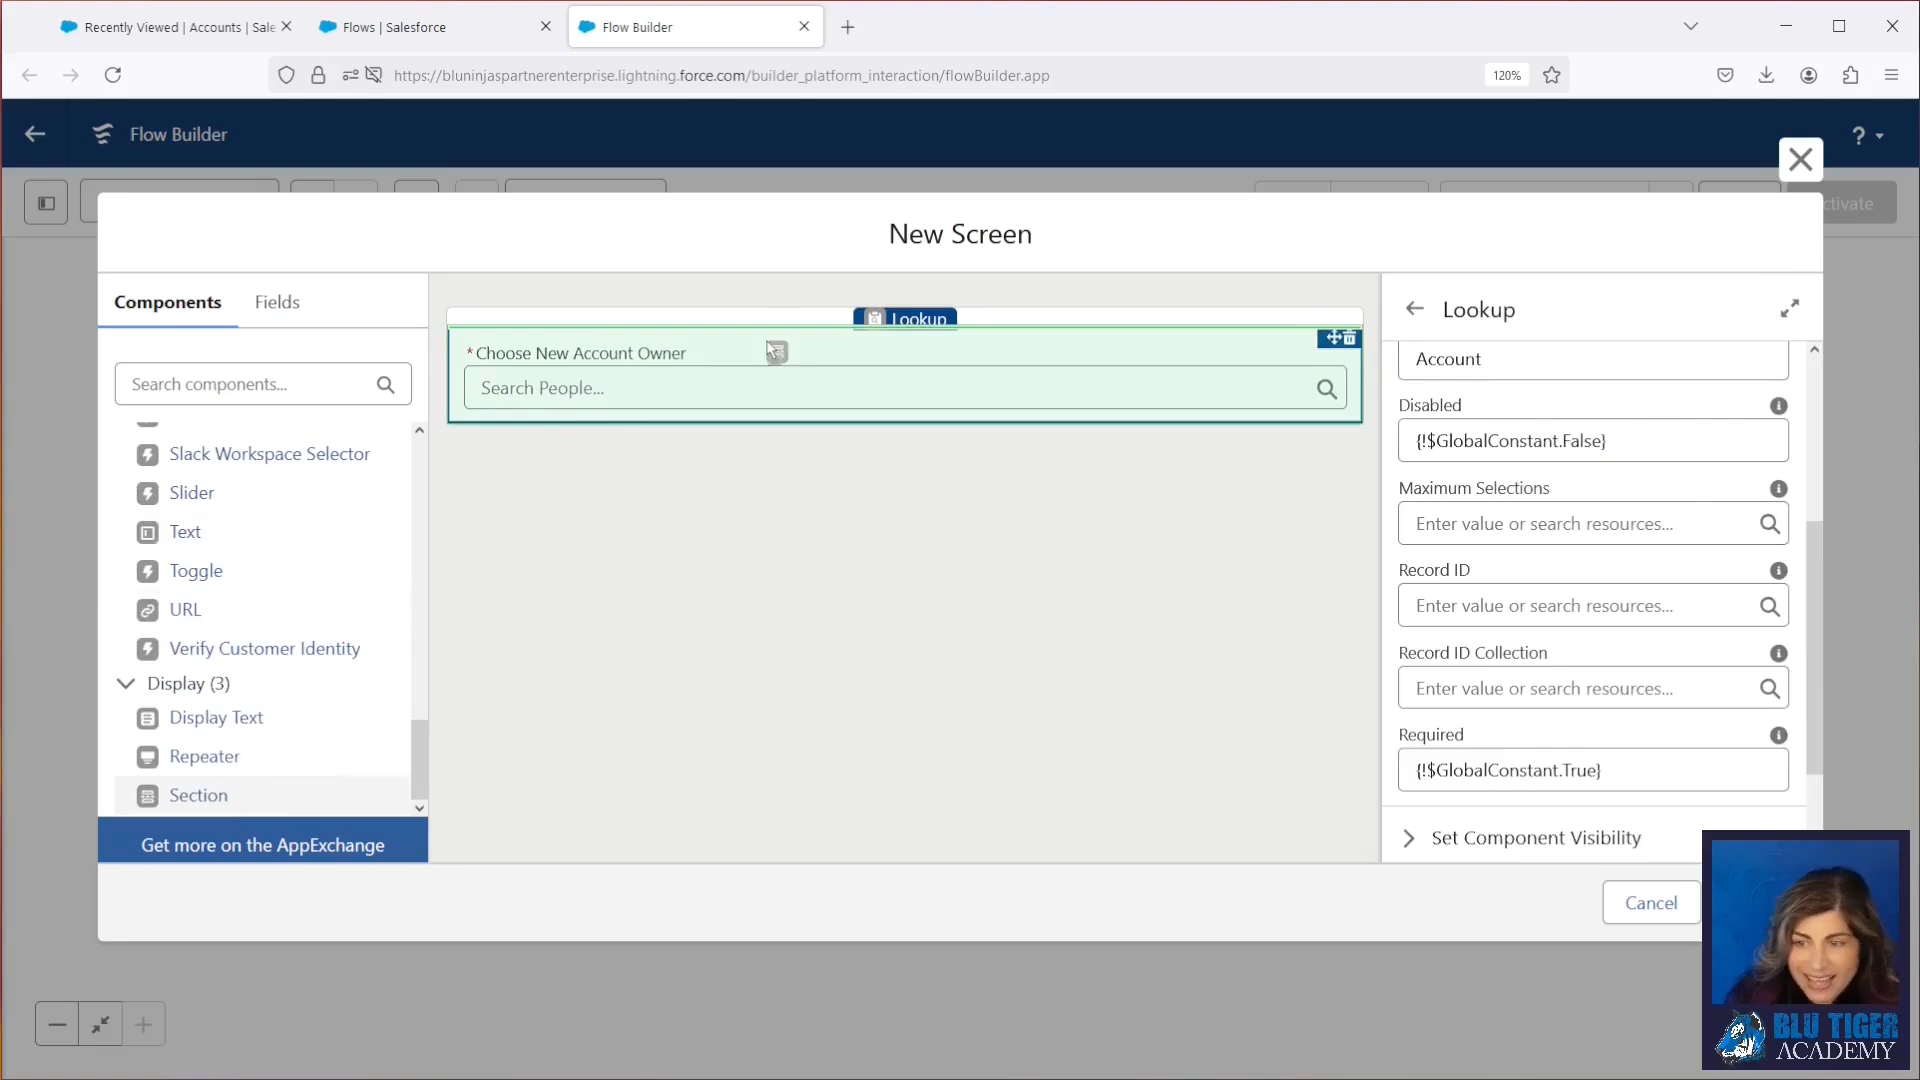 Recently Viewed | Accounts | Sale
Flows | Salesforce
Flow Builder
https://bluninjaspartnerenterprise.lightning.force.com/builder_platform_interaction/flowBuilder.app
120%
Flow Builder
?
ctivate
New Screen
Components
Fields
Search components...
Slack Workspace Selector
Slider
Text
Toggle
URL
Verify Customer Identity
Display (3)
Display Text
Repeater
Section
Get more on the AppExchange
Lookup
*Choose New Account Owner
Search People...
Lookup
Account
Disabled
{!$GlobalConstant.False}
Maximum Selections
Enter value or search resources...
Record ID
Enter value or search resources...
Record ID Collection
Enter value or search resources...
Required
{!$GlobalConstant.True}
Set Component Visibility
Cancel
BLU TIGER
ACADEMY